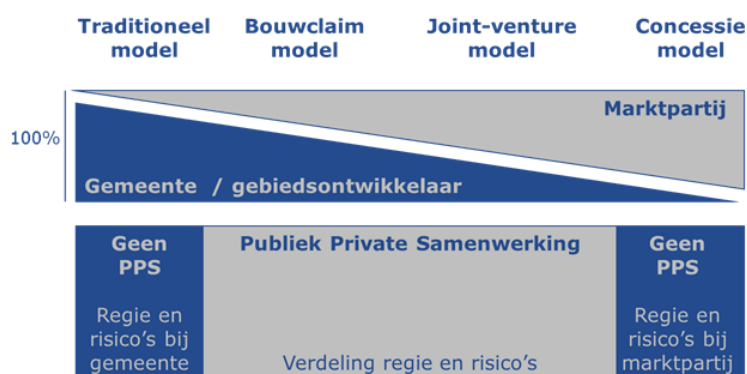 Traditioneel model
Bouwclaim model
Joint-venture model
Concessie model
100%
Marktpartij
Gemeente / gebiedsontwikkelaar
Geen
PPS
Regie en
risico's bij
gemeente
Publiek Private Samenwerking
Verdeling regie en risico's
Geen
PPS
Regie en
risico's bij
marktpartij